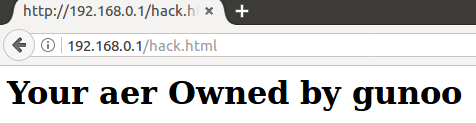 http://192.168.0.1/hack.h
192.168.0.1/hack.html
Your aer Owned by gunoo